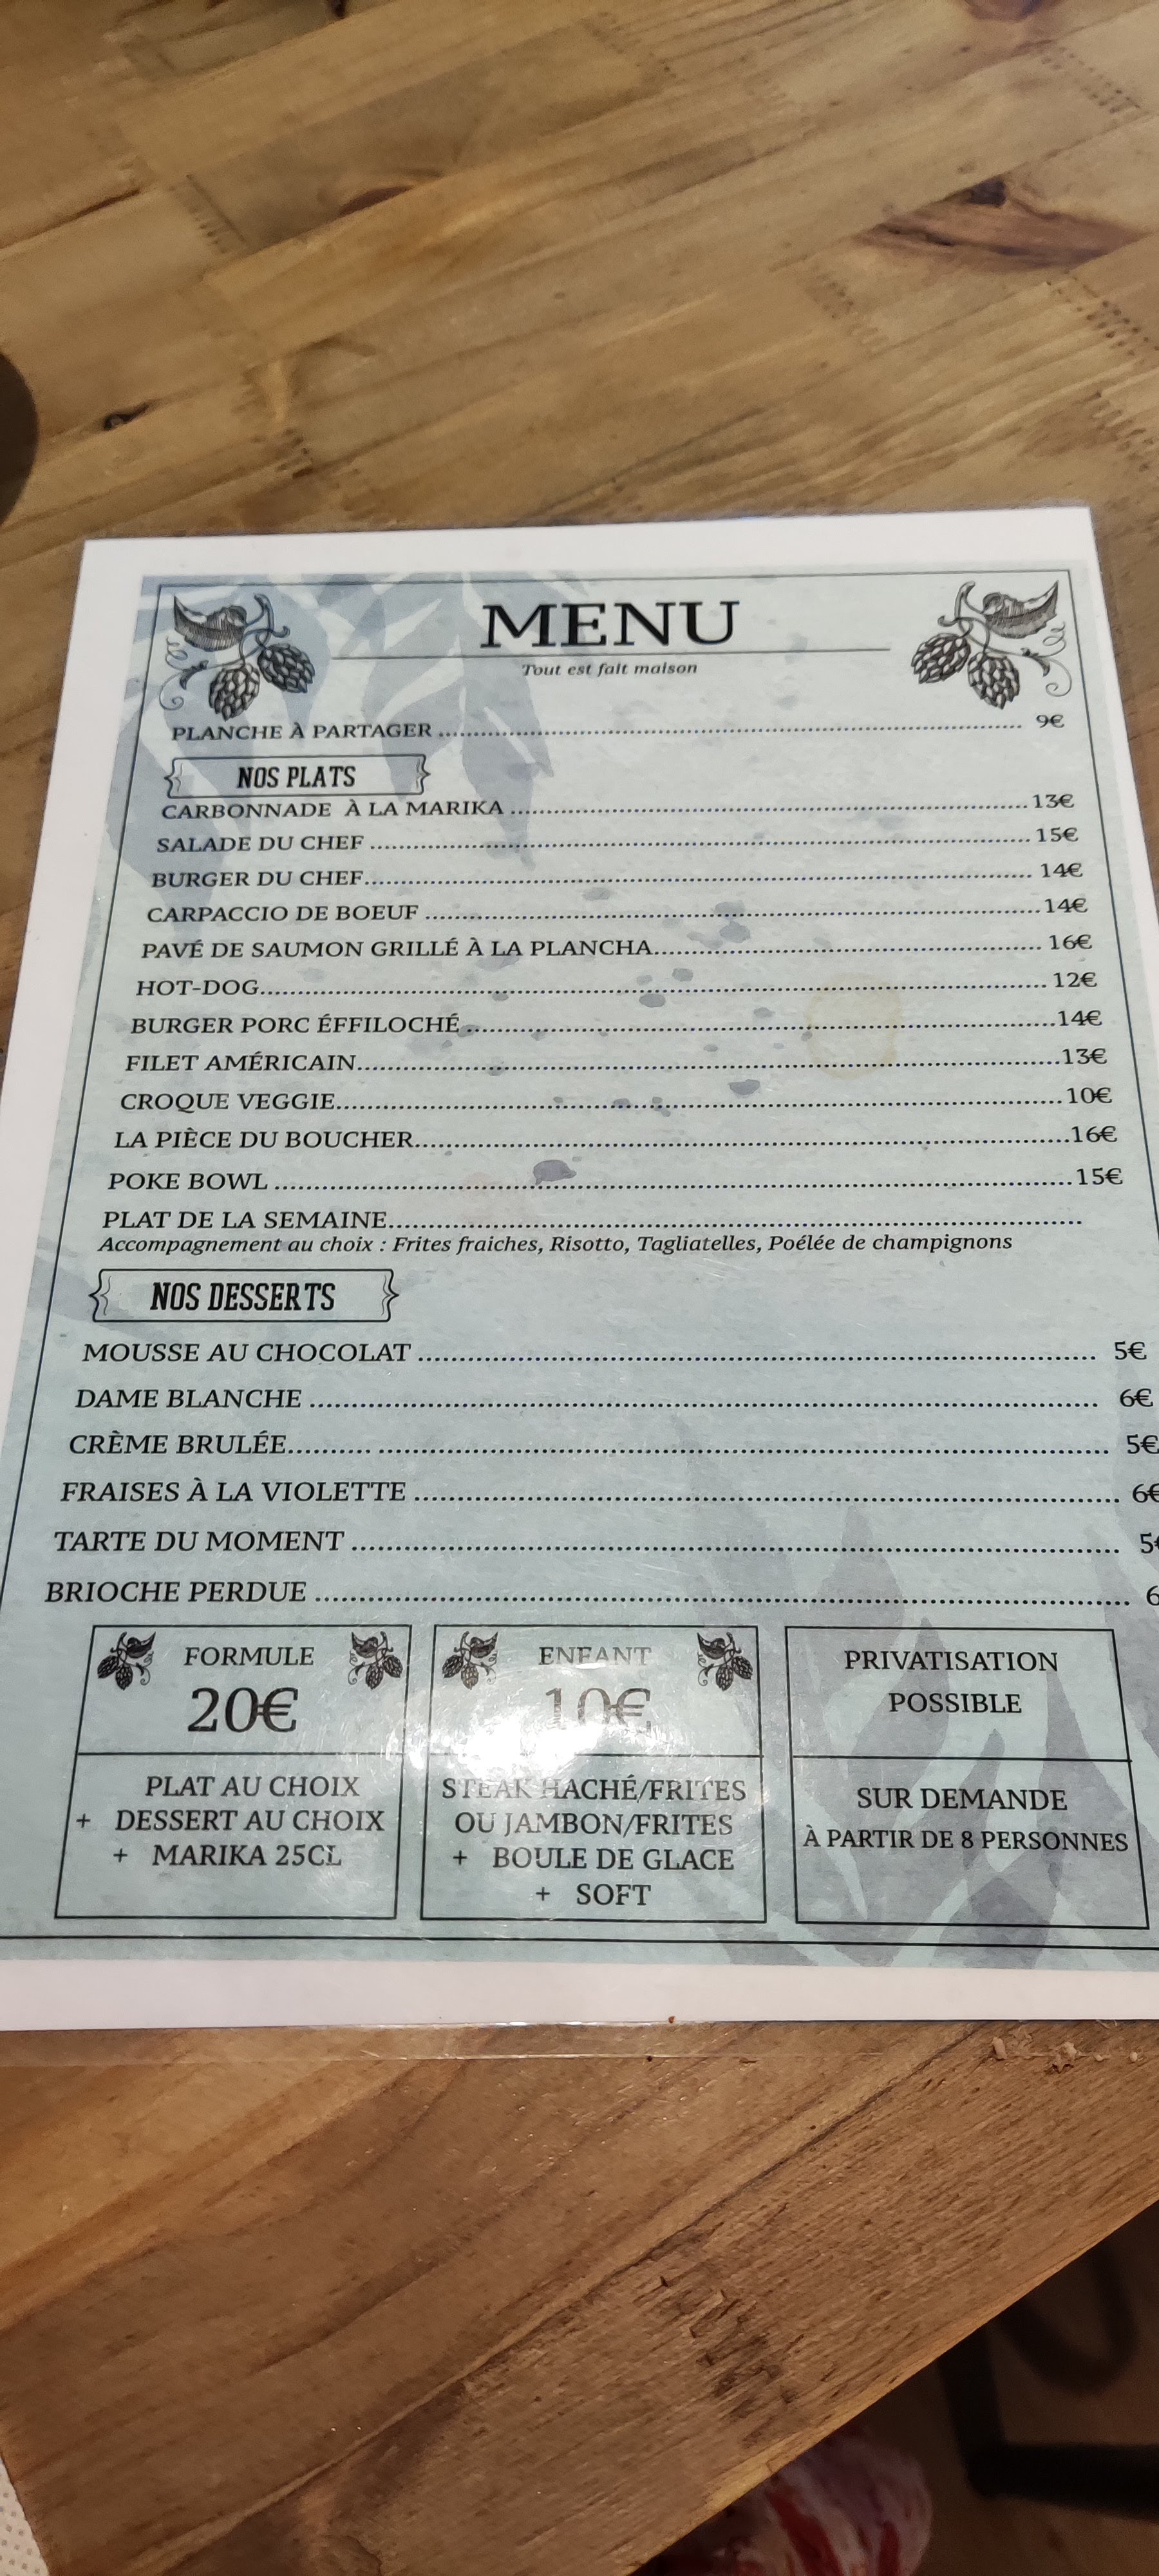 MENU
Tout est fait maison
PLANCHE À PARTAGER ........ 9€
NOS PLATS
CARBONNADE À LA MARIKA ........ 13€
SALADE DU CHEF ........ 15€
BURGER DU CHEF ........ 14€
CARPACCIO DE BOEUF ........ 14€
PAVÉ DE SAUMON GRILLÉ À LA PLANCHA ........ 16€
HOT-DOG ........ 12€
BURGER PORC ÉFFILOCHÉ ........ 14€
FILET AMÉRICAIN ........ 13€
CROQUE VEGGIE ........ 10€
LA PIÈCE DU BOUCHER ........ 16€
POKE BOWL ........ 15€
PLAT DE LA SEMAINE ........
Accompagnement au choix : Frites fraiches, Risotto, Tagliatelles, Poélée de champignons
NOS DESSERTS
MOUSSE AU CHOCOLAT ........ 5€
DAME BLANCHE ........ 6€
CRÈME BRULÉE ........ 5€
FRAISES À LA VIOLETTE ........ 6€
TARTE DU MOMENT ........ 5€
BRIOCHE PERDUE ........ 6
FORMULE
20€
PLAT AU CHOIX
+ DESSERT AU CHOIX
+ MARIKA 25CL
ENFANT
10€
STEAK HACHÉ/FRITES
OU JAMBON/FRITES
+ BOULE DE GLACE
+ SOFT
PRIVATISATION
POSSIBLE
SUR DEMANDE
À PARTIR DE 8 PERSONNES